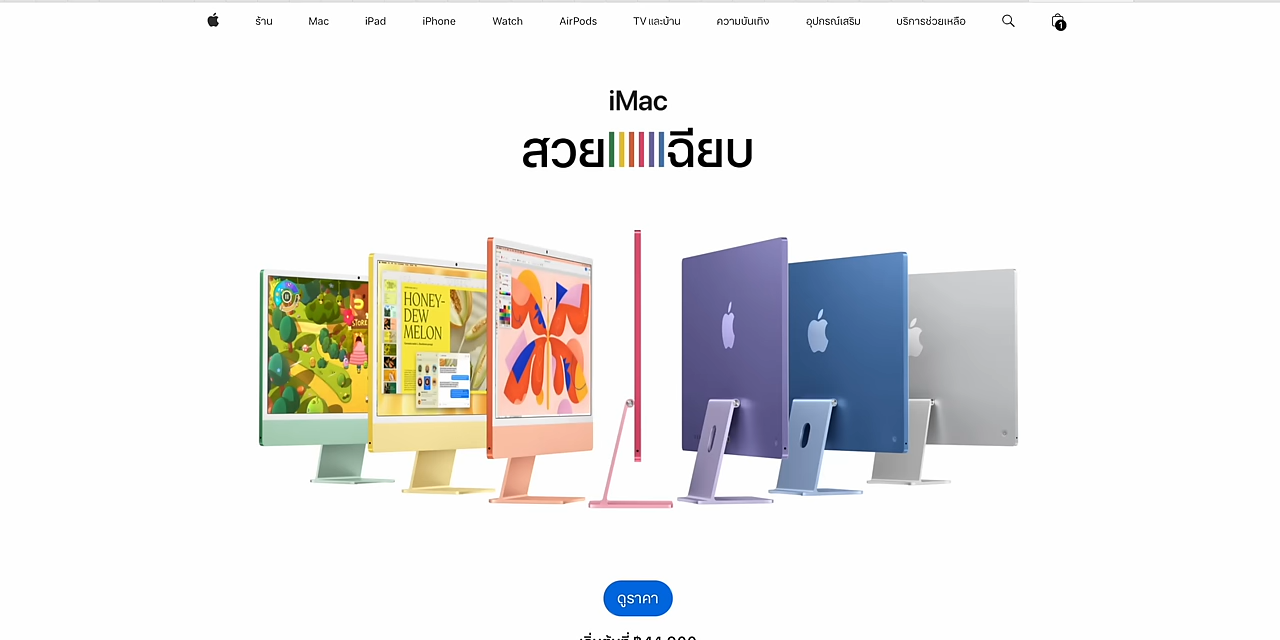 ร้าน Mac iPad iPhone Watch AirPods TV และบ้าน ความบันเทิง อุปกรณ์เสริม บริการช่วยเหลือ 1
iMac
สวยเฉียบ
HONEY-
DEW
MELON
STORE
ดูราคา